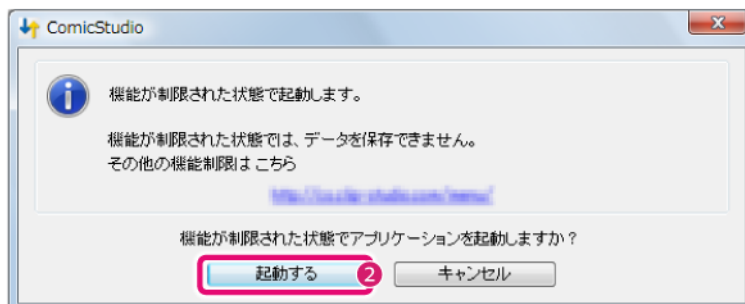 ComicStudio
機能が制限された状態で起動します。
機能が制限された状態では、データを保存できません。
その他の機能制限は こちら
機能が制限された状態でアプリケーションを起動しますか？
起動する 2 キャンセル